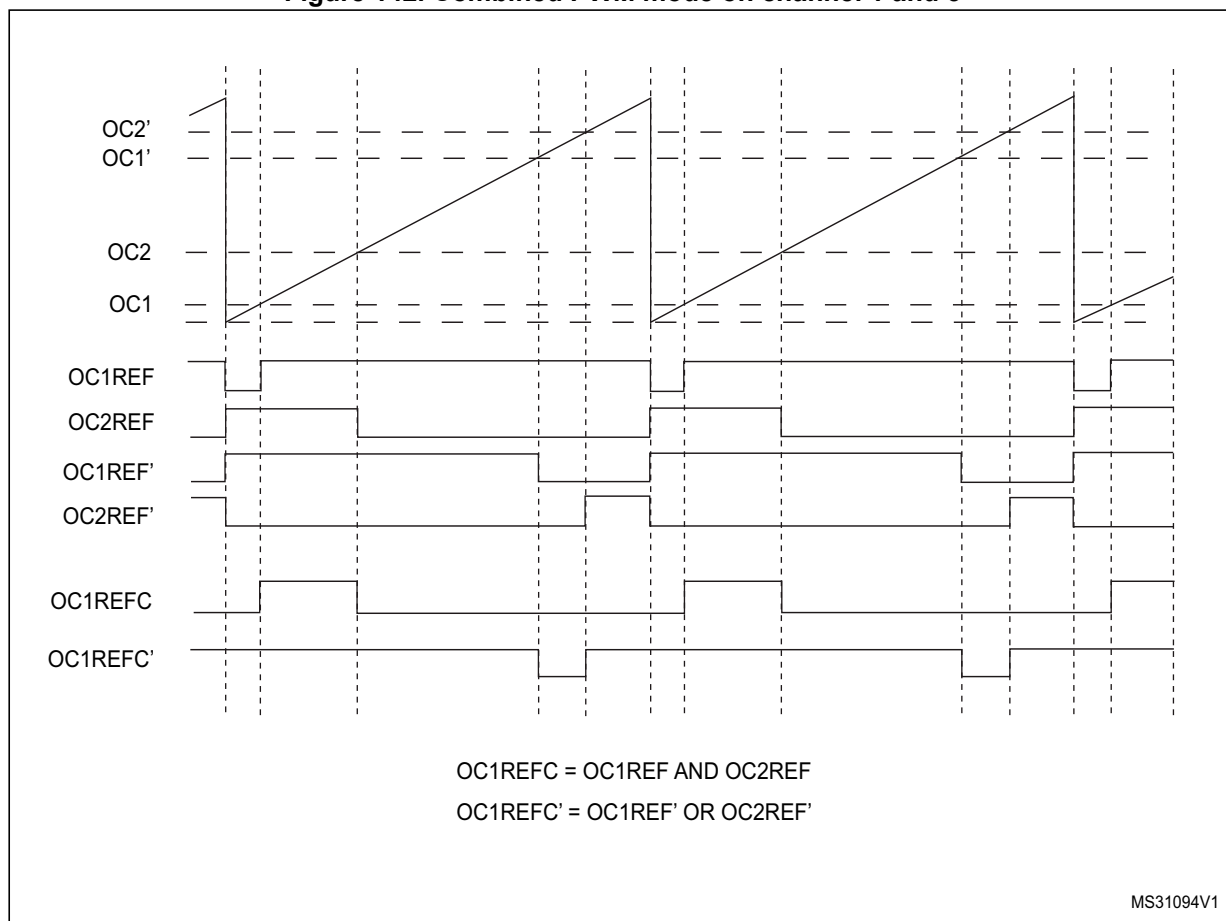 OC2’
OC1’
OC2
OC1
OC1REF
OC2REF
OC1REF’
OC2REF’
OC1REFC
OC1REFC’
OC1REFC = OC1REF AND OC2REF
OC1REFC’ = OC1REF’ OR OC2REF’
MS31094V1